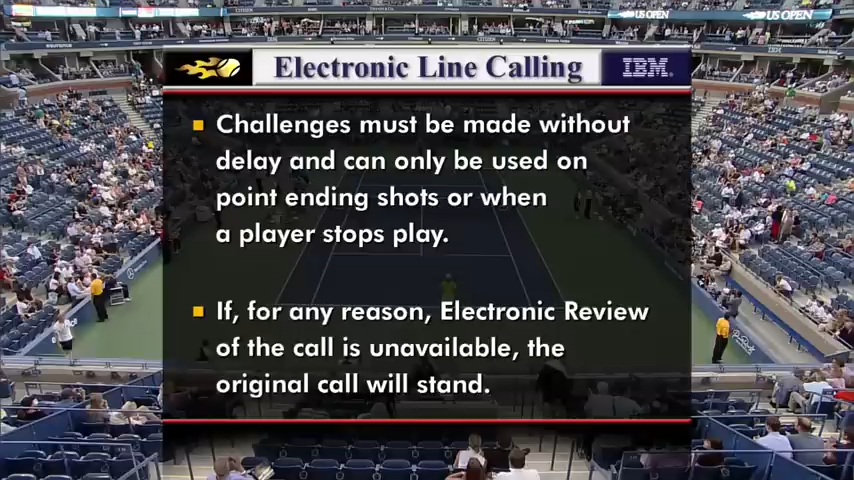 US OPEN
US OPEN
Electronic Line Calling
IBM
Challenges must be made without
delay and can only be used on
point ending shots or when
a player stops play.
If, for any reason, Electronic Review
of the call is unavailable, the
original call will stand.